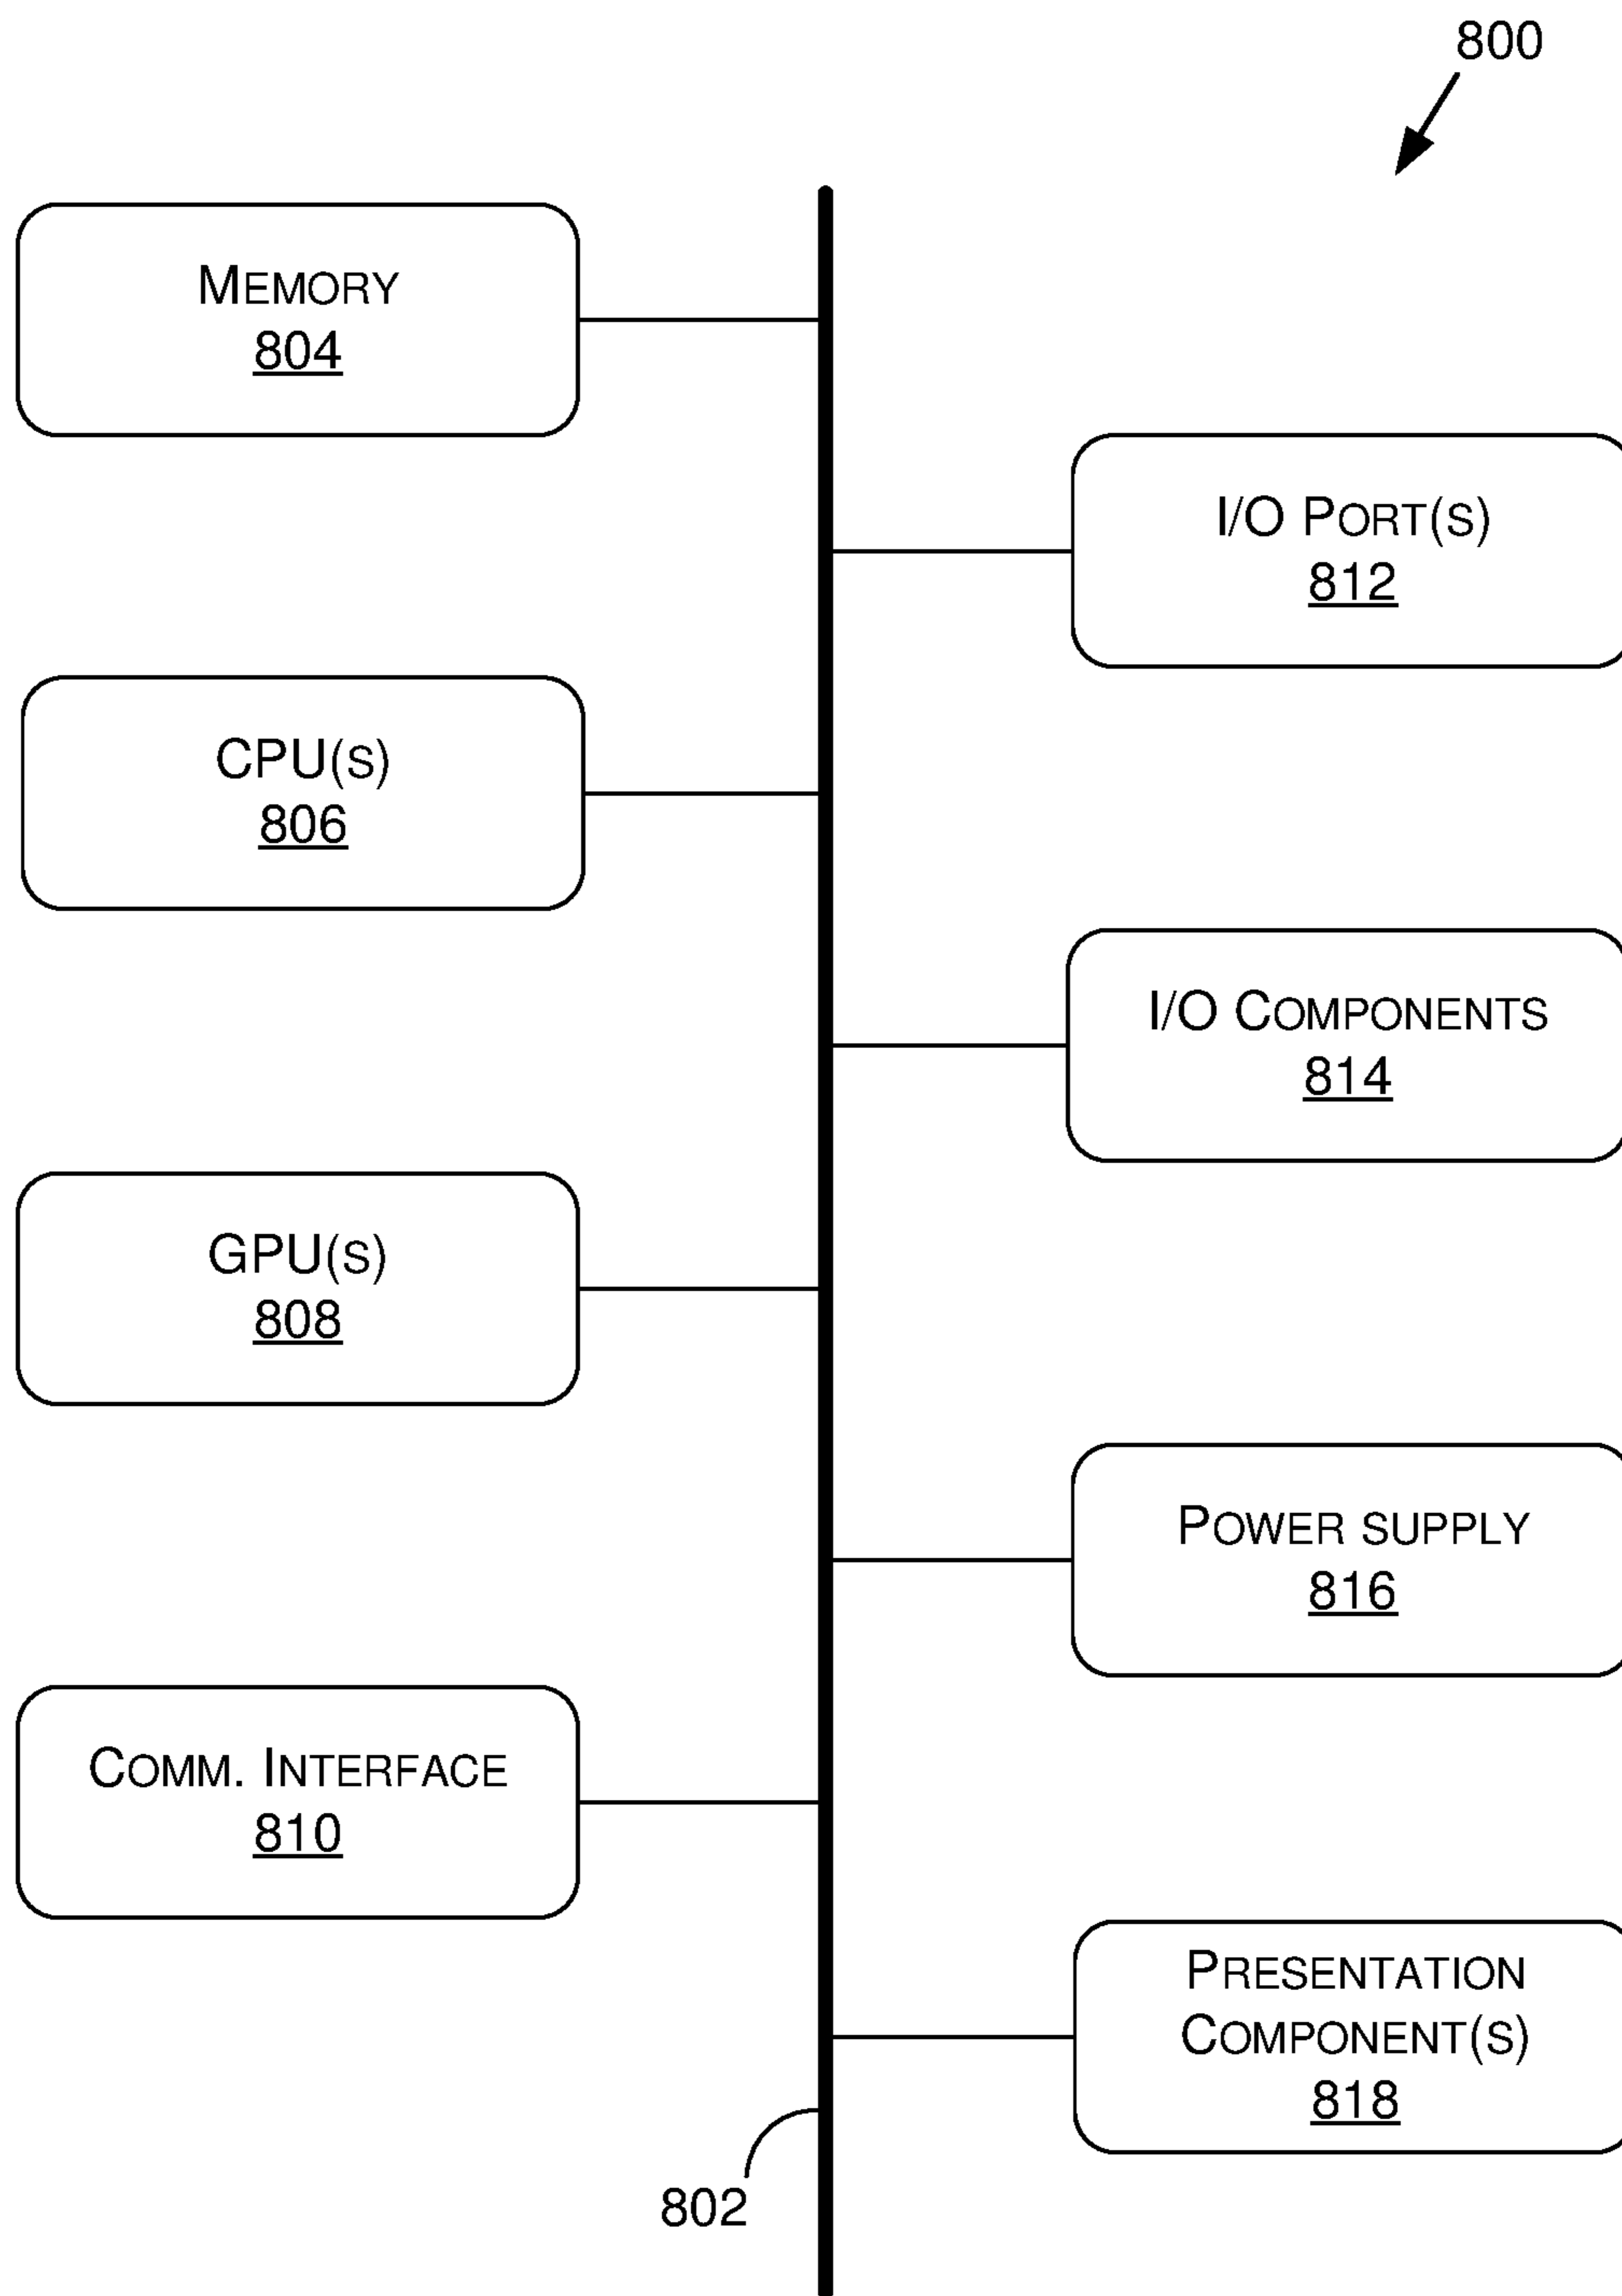 800
MEMORY
804
I/O PORT(S)
812
CPU(S)
806
I/O COMPONENTS
814
GPU(S)
808
POWER SUPPLY
816
COMM. INTERFACE
810
PRESENTATION
COMPONENT(S)
818
802